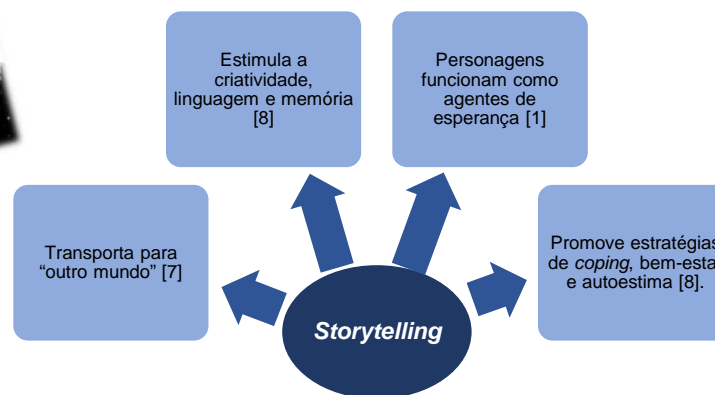 Estimula a
criatividade,
linguagem e memória
[8]
Personagens
funcionam como
agentes de
esperança [1]
Transporta para
“outro mundo” [7]
Promove estratégias
de coping, bem-esta
e autoestima [8].
Storytelling